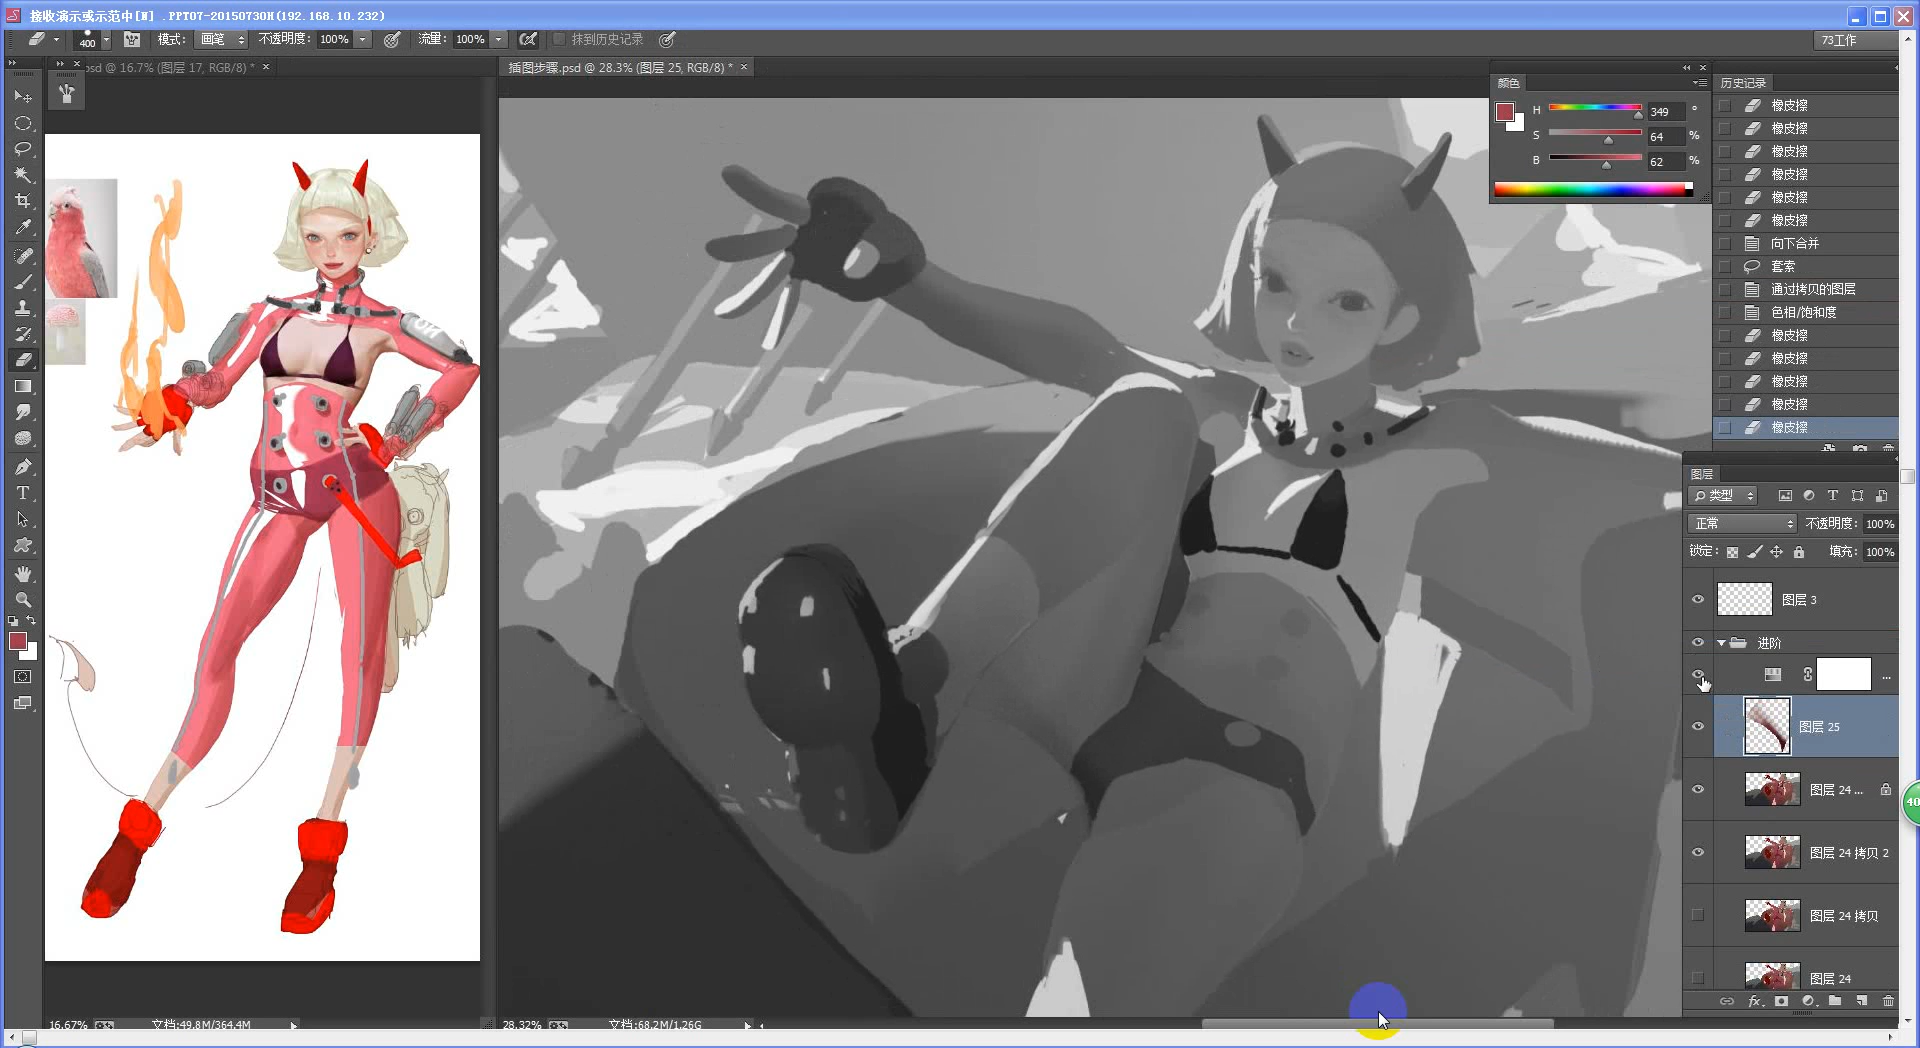 接收演示或示范中[N] .PPT07-20150730H(192.168.10.232)
400 模式: 画笔 不透明度: 100% 流量: 100% 抹到历史记录 73工作
psd @ 16.7% (图层 17, RGB/8) * ×
插图步骤.psd @ 28.3% (图层 25, RGB/8) * ×
颜色
H 349 °
S 64 %
B 62 %
历史记录
橡皮擦
橡皮擦
橡皮擦
橡皮擦
橡皮擦
橡皮擦
向下合并
套索
通过拷贝的图层
色相/饱和度
橡皮擦
橡皮擦
橡皮擦
橡皮擦
橡皮擦
图层
类型
正常 不透明度: 100%
锁定: 填充: 100%
图层 3
进阶
...
图层 25
图层 24 ...
图层 24 拷贝 2
图层 24 拷贝
图层 24
fx
40
16.67% 文档:49.8M/364.4M
28.32% 文档:68.2M/1.26G